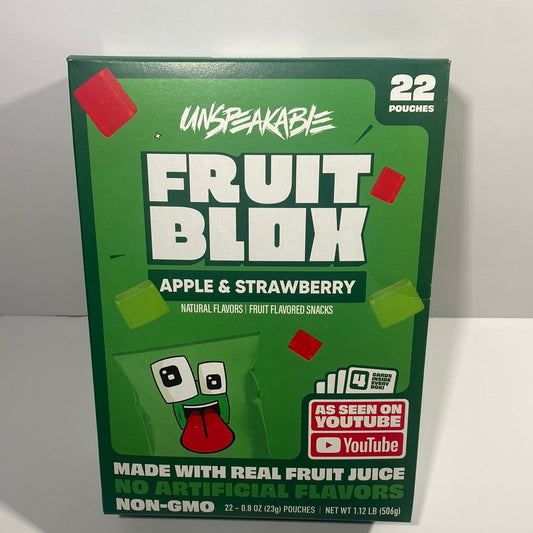 22
POUCHES
UNSPEAKABLE
FRUIT
BLOX
APPLE & STRAWBERRY
NATURAL FLAVORS | FRUIT FLAVORED SNACKS
4 CARDS
INSIDE
EVERY
BOX!
AS SEEN ON
YOUTUBE
YouTube
MADE WITH REAL FRUIT JUICE
NO ARTIFICIAL FLAVORS
NON-GMO 22 – 0.8 OZ (23g) POUCHES | NET WT 1.12 LB (506g)